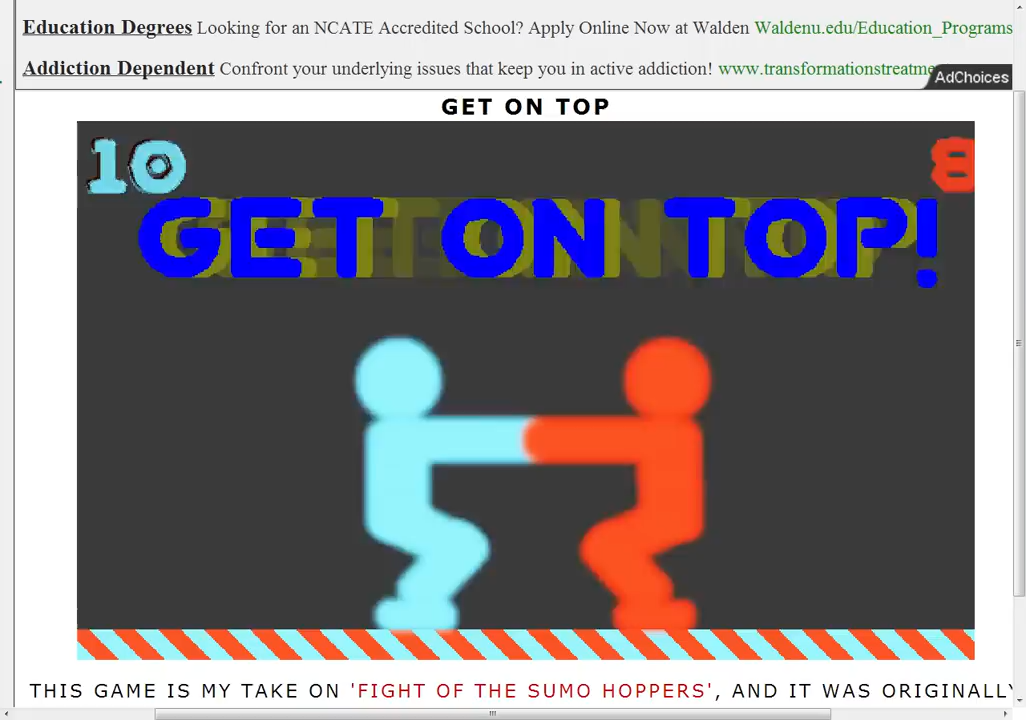 Education Degrees Looking for an NCATE Accredited School? Apply Online Now at Walden Waldenu.edu/Education_Programs
Addiction Dependent Confront your underlying issues that keep you in active addiction! www.transformationstreatme
AdChoices
GET ON TOP
10 8
GET ON TOP!
THIS GAME IS MY TAKE ON 'FIGHT OF THE SUMO HOPPERS', AND IT WAS ORIGINALLY